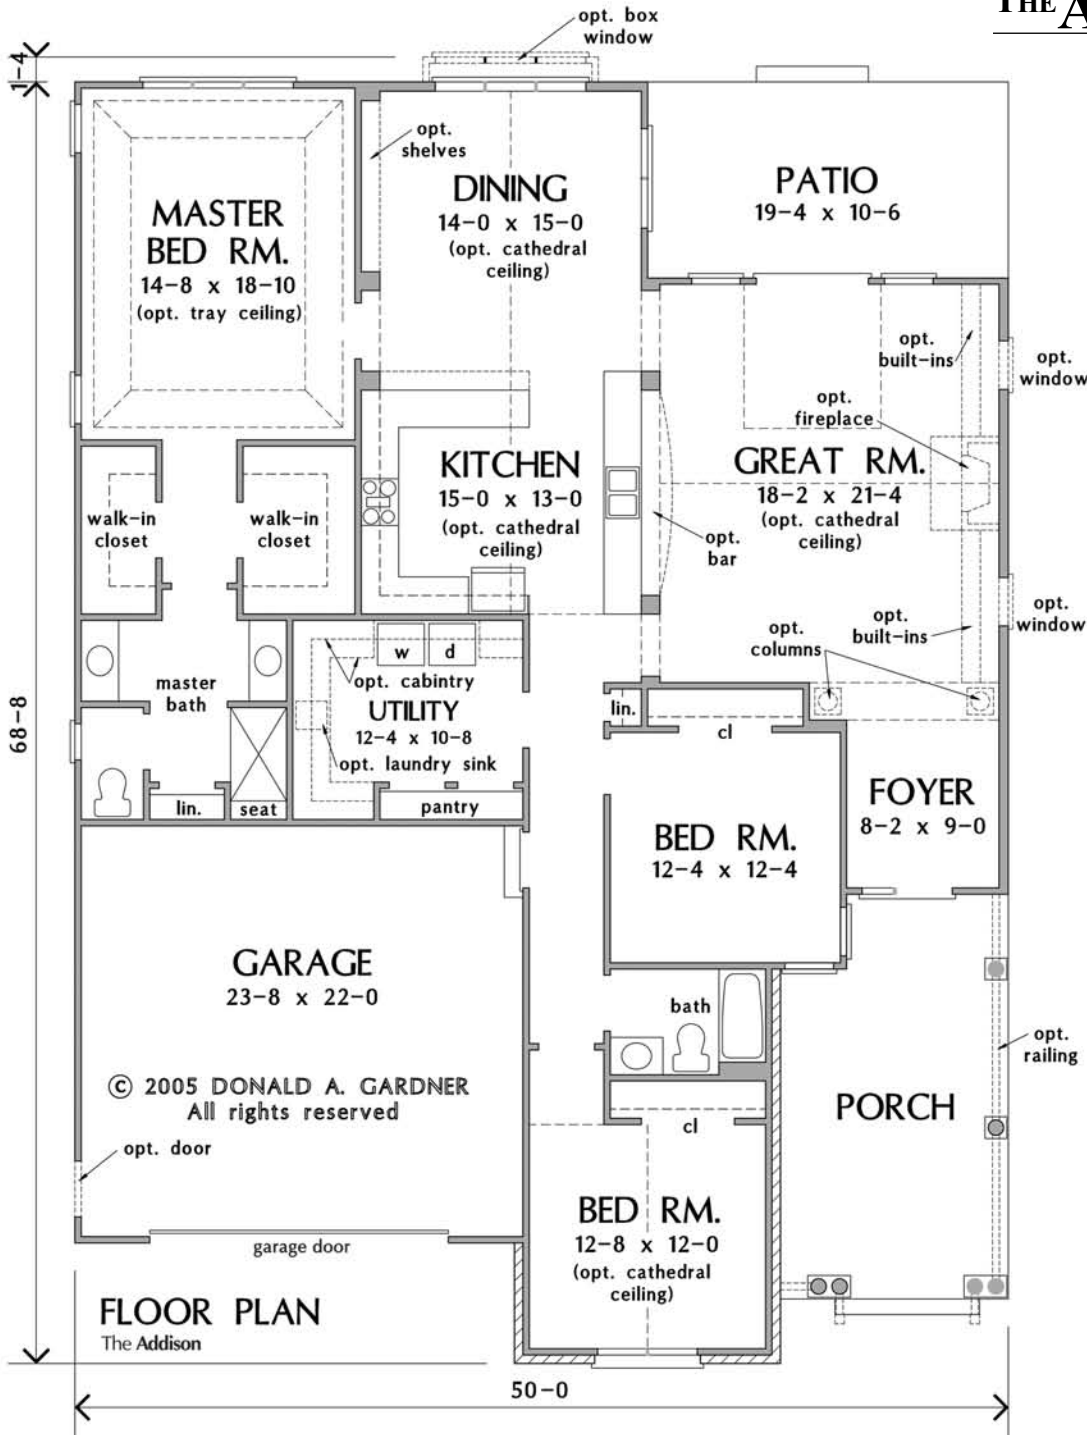 THE A
opt. box
window
1-4
opt.
shelves
DINING
14-0 x 15-0
(opt. cathedral
ceiling)
PATIO
19-4 x 10-6
MASTER
BED RM.
14-8 x 18-10
(opt. tray ceiling)
opt.
built-ins
opt.
window
opt.
fireplace
KITCHEN
15-0 x 13-0
(opt. cathedral
ceiling)
GREAT RM.
18-2 x 21-4
(opt. cathedral
ceiling)
walk-in
closet
walk-in
closet
opt.
bar
opt.
window
opt.
built-ins
opt.
columns
w
d
opt. cabintry
master
bath
UTILITY
12-4 x 10-8
opt. laundry sink
lin.
cl
68-8
lin.
seat
pantry
FOYER
8-2 x 9-0
BED RM.
12-4 x 12-4
GARAGE
23-8 x 22-0
bath
opt.
railing
© 2005 DONALD A. GARDNER
All rights reserved
PORCH
cl
opt. door
BED RM.
12-8 x 12-0
(opt. cathedral
ceiling)
garage door
FLOOR PLAN
The Addison
50-0